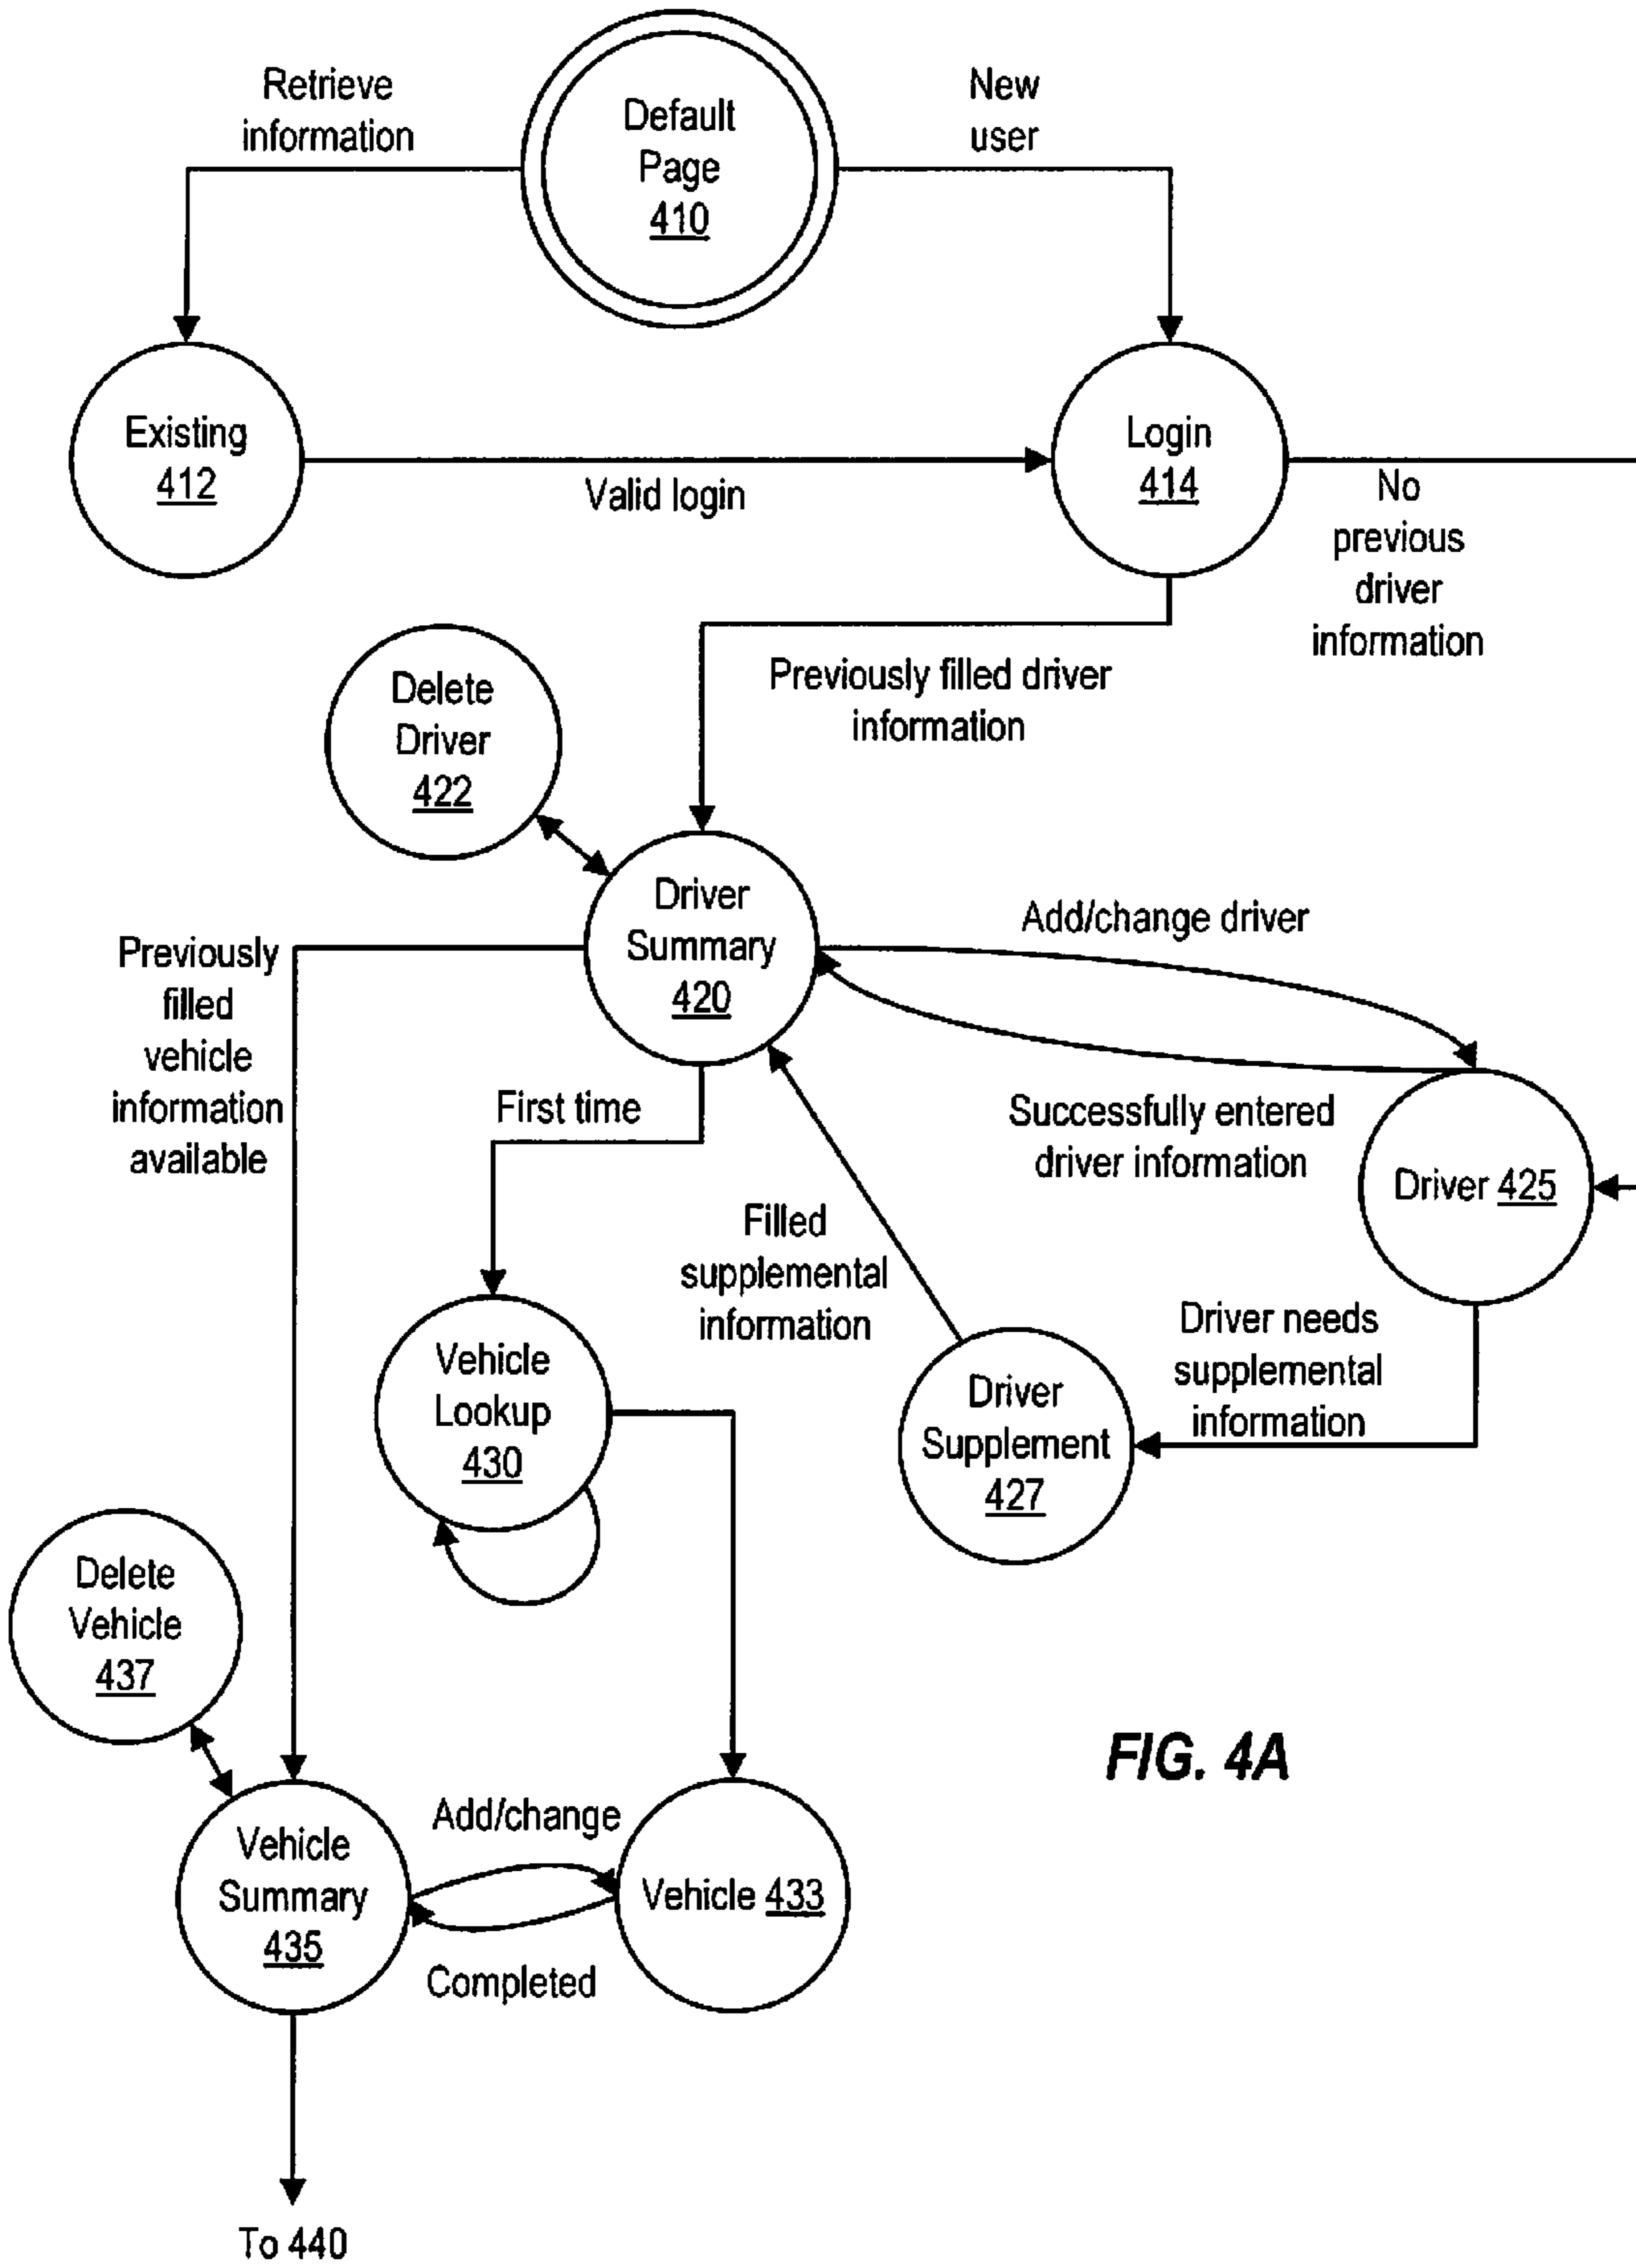 Retrieve
information
Default
Page
410
New
user
Existing
412
Valid login
Login
414
No
previous
driver
information
Previously filled driver
information
Delete
Driver
422
Driver
Summary
420
Add/change driver
Previously
filled
vehicle
information
available
First time
Successfully entered
driver information
Driver 425
Filled
supplemental
information
Driver needs
supplemental
information
Vehicle
Lookup
430
Driver
Supplement
427
Delete
Vehicle
437
FIG. 4A
Vehicle
Summary
435
Add/change
Vehicle 433
Completed
To 440